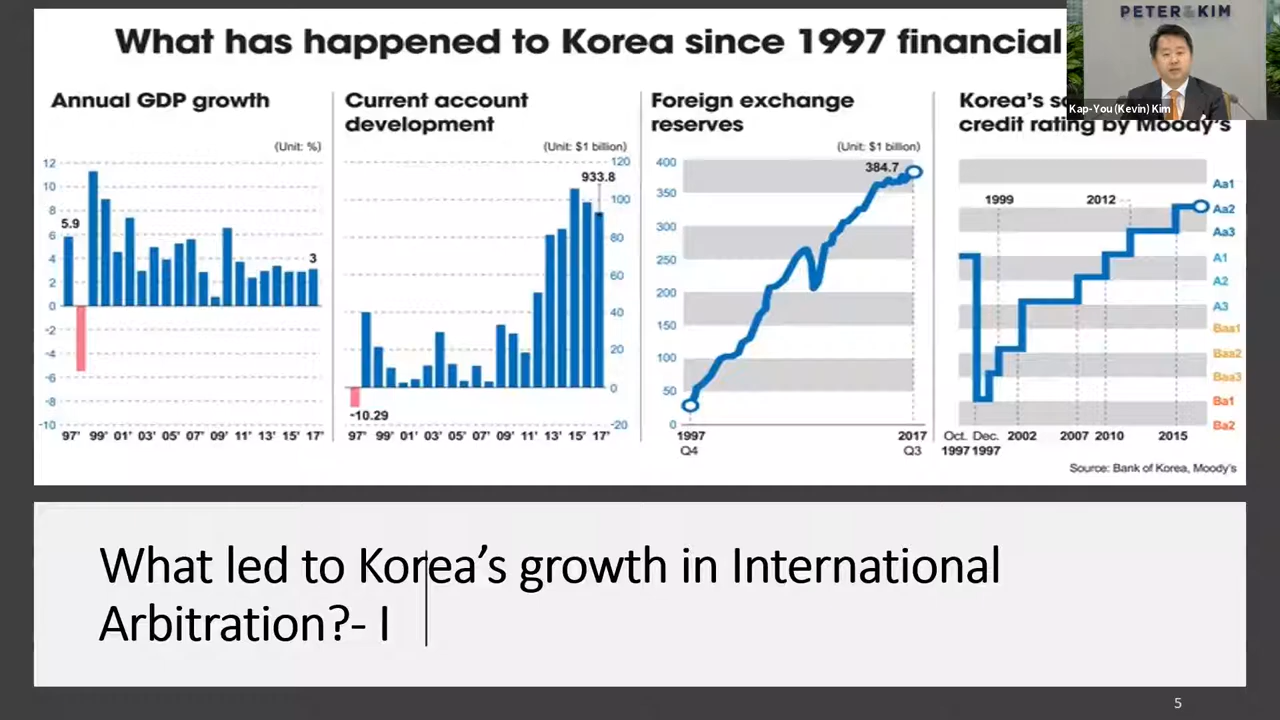 What has happened to Korea since 1997 financial
PETER&KIM
Kap-You (Kevin) Kim
Annual GDP growth
(Unit: %)
12
10
8
6
4
2
0
-2
-4
-6
-8
-10
5.9
3
97' 99' 01' 03' 05' 07' 09' 11' 13' 15' 17'
Current account
development
(Unit: $1 billion)
120
100
80
60
40
20
0
-20
933.8
-10.29
97' 99' 01' 03' 05' 07' 09' 11' 13' 15' 17'
Foreign exchange
reserves
(Unit: $1 billion)
400
350
300
250
200
150
100
50
0
384.7
1997
Q4
2017
Q3
Korea's
credit rating by Moody's
1999
2012
Aa1
Aa2
Aa3
A1
A2
A3
Baa1
Baa2
Baa3
Ba1
Ba2
Oct. Dec. 2002 2007 2010 2015
1997 1997
Source: Bank of Korea, Moody's
What led to Korea's growth in International
Arbitration?- I
5